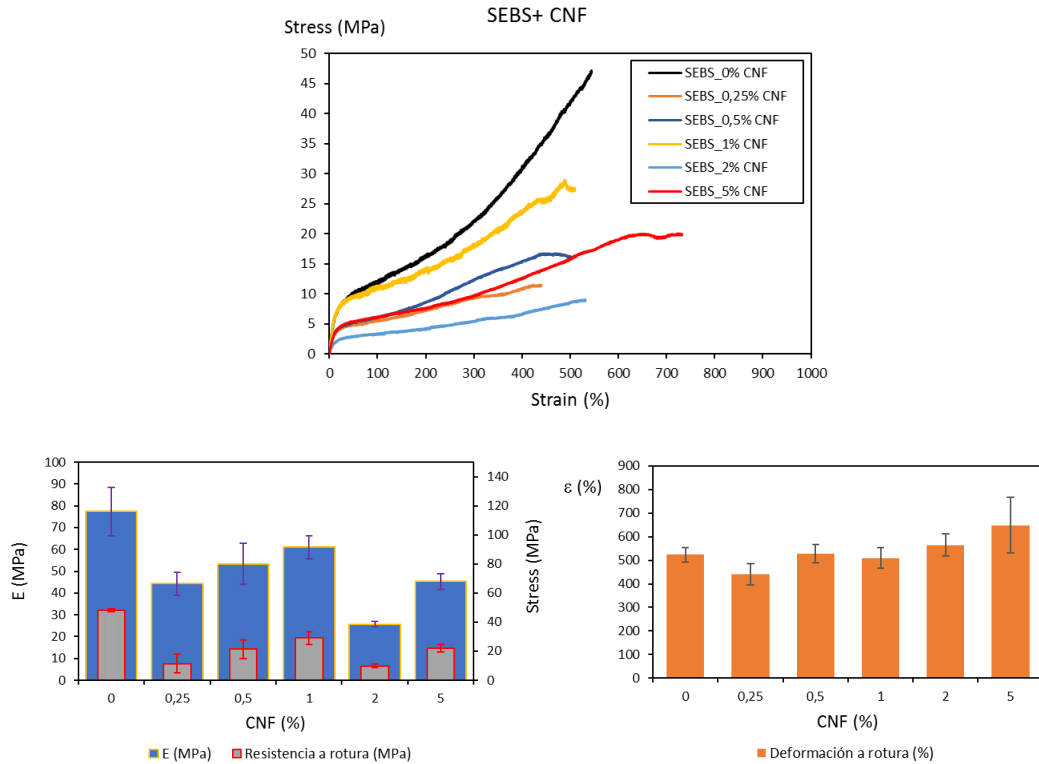 SEBS+ CNF
Stress (MPa)
50
45
40
35
30
25
20
15
10
5
0
SEBS_0% CNF
SEBS_0,25% CNF
SEBS_0,5% CNF
SEBS_1% CNF
SEBS_2% CNF
SEBS_5% CNF
0 100 200 300 400 500 600 700 800 900 1000
Strain (%)
E (MPa)
100
90
80
70
60
50
40
30
20
10
0
140
120
100
80
60
40
20
0
Stress (MPa)
0 0,25 0,5 1 2 5
CNF (%)
E (MPa) Resistencia a rotura (MPa)
ε (%)
900
800
700
600
500
400
300
200
100
0
0 0,25 0,5 1 2 5
CNF (%)
Deformación a rotura (%)